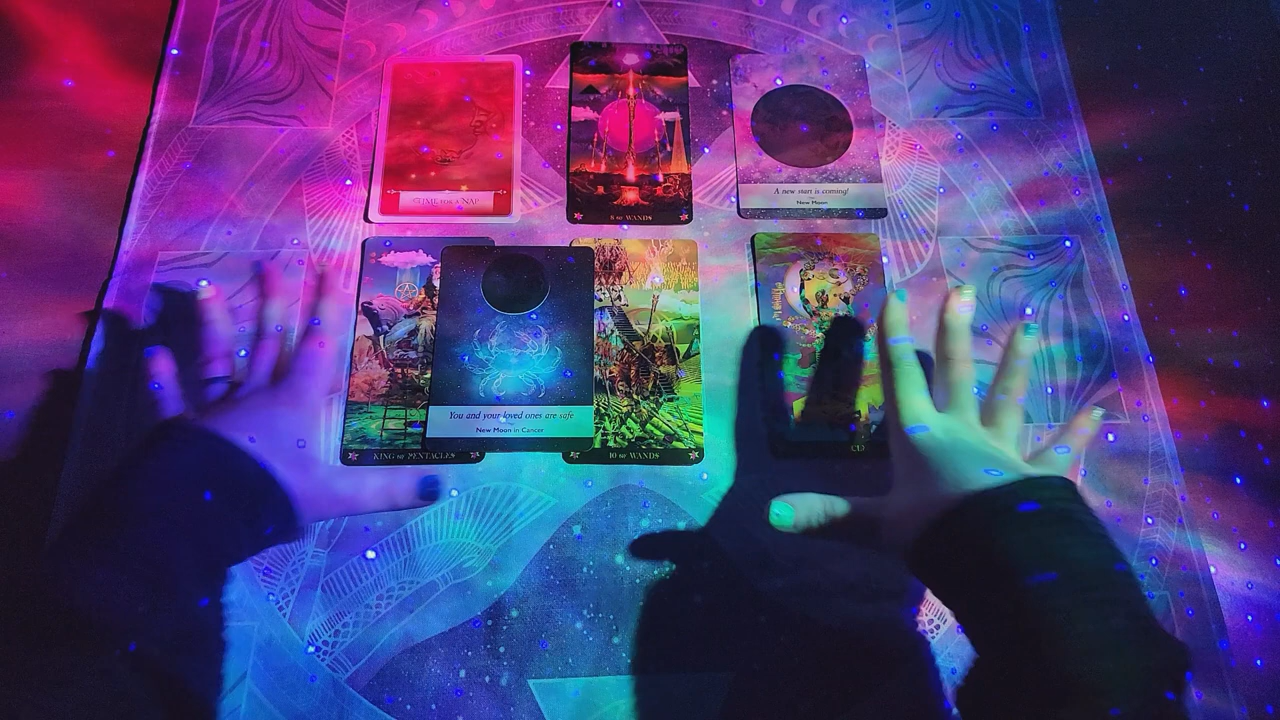 TIME FOR A NAP
8 OF WANDS
A new start is coming!
New Moon
KING OF PENTACLES
You and your loved ones are safe
New Moon in Cancer
10 OF WANDS